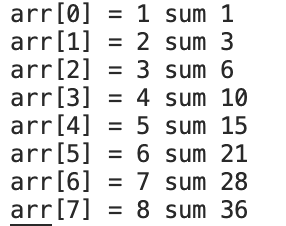 arr[0] = 1 sum 1
arr[1] = 2 sum 3
arr[2] = 3 sum 6
arr[3] = 4 sum 10
arr[4] = 5 sum 15
arr[5] = 6 sum 21
arr[6] = 7 sum 28
arr[7] = 8 sum 36